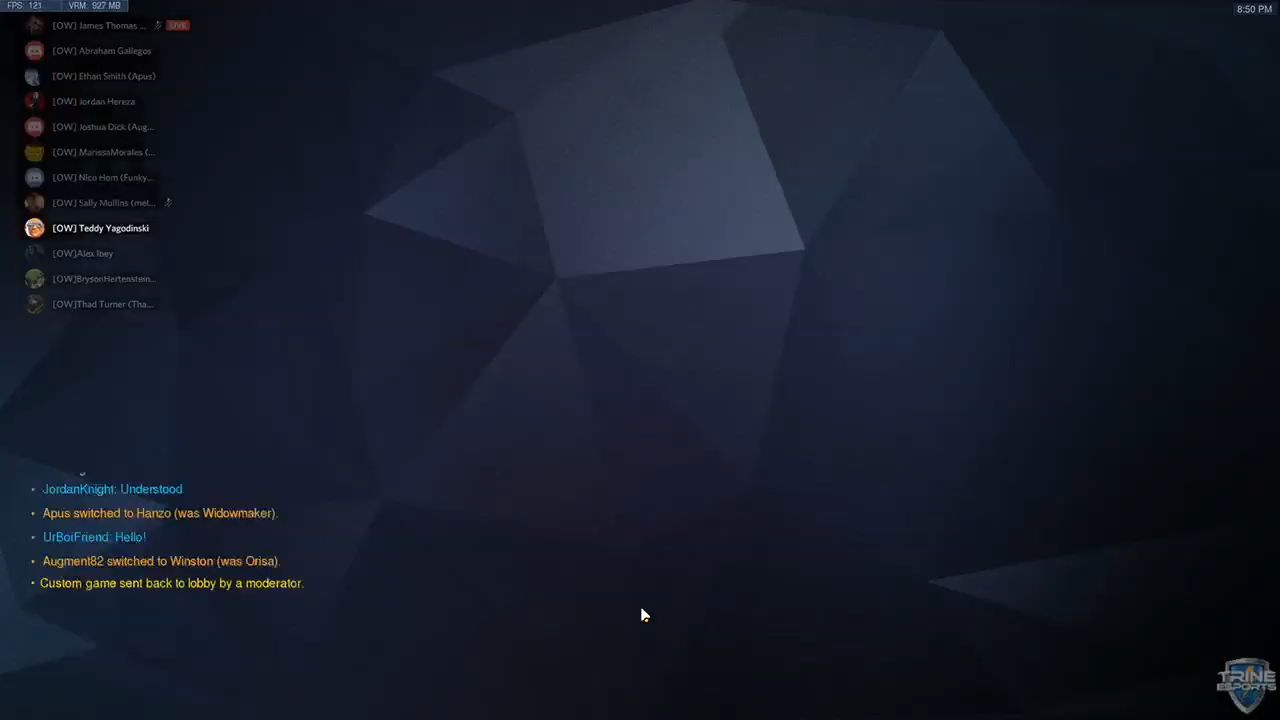 FPS: 121 VRM: 927 MB
8:50 PM
[OW] James Thomas ... LIVE
[OW] Abraham Gallegos
[OW] Ethan Smith (Apus)
[OW] Jordan Hereza
[OW] Joshua Dick (Aug...
[OW] MarissaMorales (...
[OW] Nico Hom (Funky...
[OW] Sally Mullins (mel...
[OW] Teddy Yagodinski
[OW]Alex Ibey
[OW]BrysonHertenstein...
[OW]Thad Turner (Tha...
JordanKnight: Understood
Apus switched to Hanzo (was Widowmaker).
UrBoiFriend: Hello!
Augment82 switched to Winston (was Orisa).
Custom game sent back to lobby by a moderator.
TRINE
ESPORTS